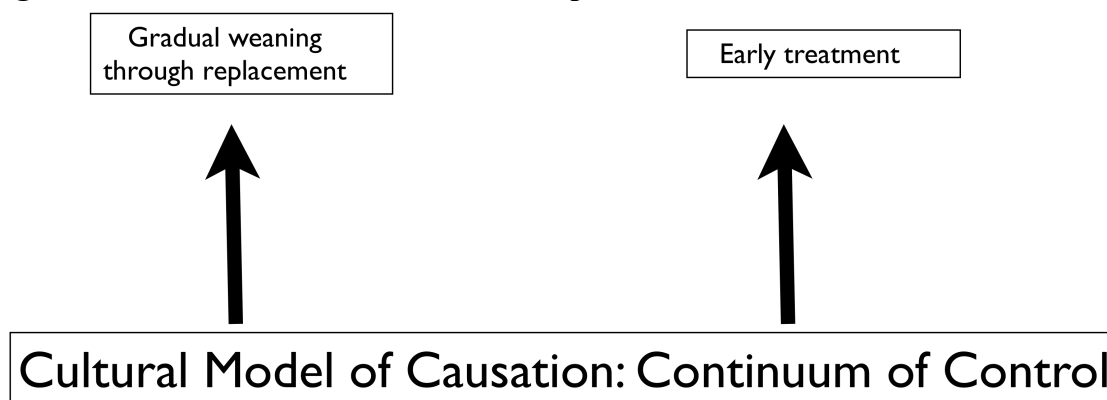 Gradual weaning
through replacement
Early treatment
Cultural Model of Causation: Continuum of Control